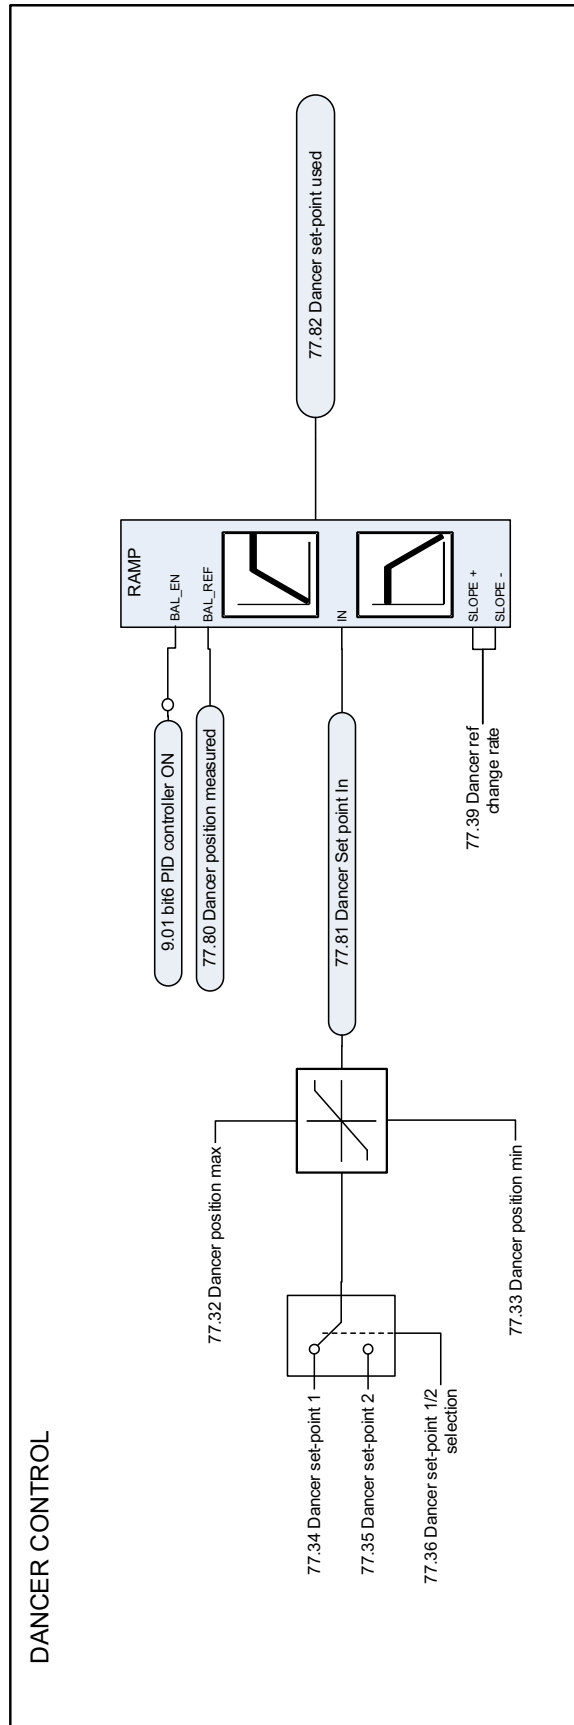 DANCER CONTROL
77.34 Dancer set-point 1
77.35 Dancer set-point 2
77.36 Dancer set-point 1/2
selection
77.32 Dancer position max
77.33 Dancer position min
9.01 bit6 PID controller ON
77.80 Dancer position measured
77.81 Dancer Set point In
77.39 Dancer ref
change rate
RAMP
BAL_EN
BAL_REF
IN
SLOPE +
SLOPE -
77.82 Dancer set-point used